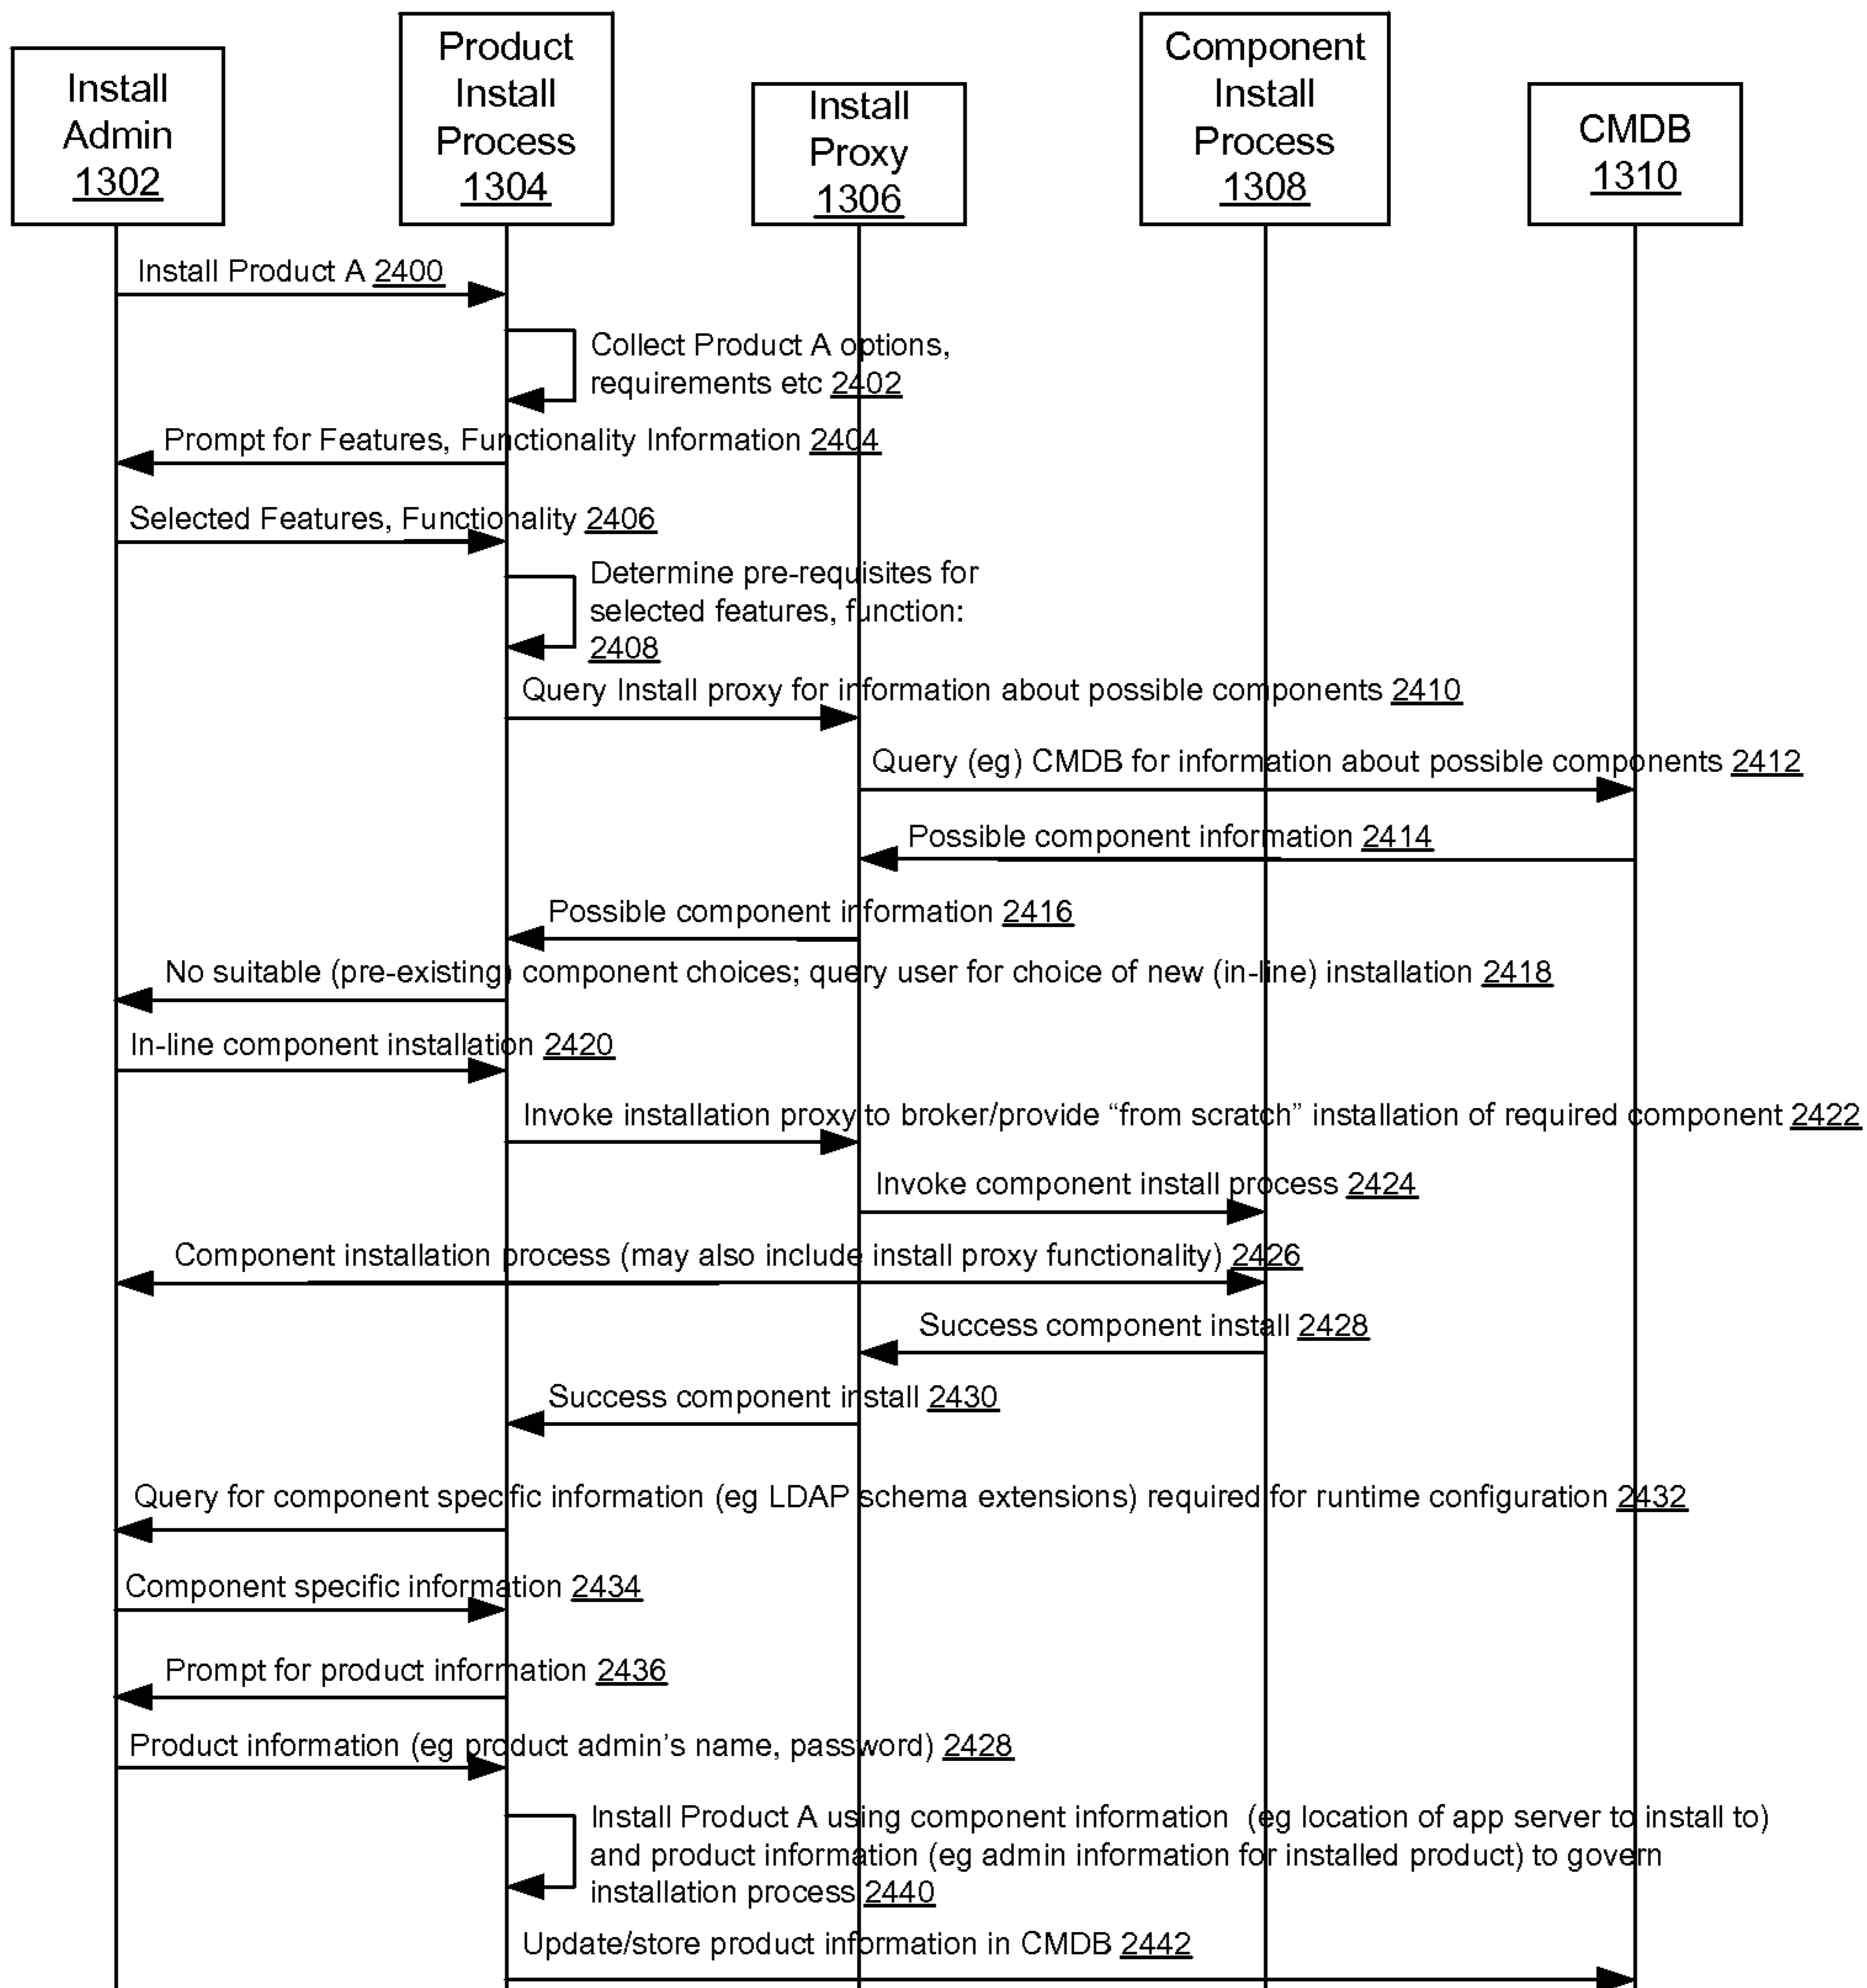 Install
Admin
1302
Product
Install
Process
1304
Install
Proxy
1306
Component
Install
Process
1308
CMDB
1310
Install Product A 2400
Collect Product A options,
requirements etc 2402
Prompt for Features, Functionality Information 2404
Selected Features, Functionality 2406
Determine pre-requisites for
selected features, function:
2408
Query Install proxy for information about possible components 2410
Query (eg) CMDB for information about possible components 2412
Possible component information 2414
Possible component information 2416
No suitable (pre-existing) component choices; query user for choice of new (in-line) installation 2418
In-line component installation 2420
Invoke installation proxy to broker/provide “from scratch” installation of required component 2422
Invoke component install process 2424
Component installation process (may also include install proxy functionality) 2426
Success component install 2428
Success component install 2430
Query for component specific information (eg LDAP schema extensions) required for runtime configuration 2432
Component specific information 2434
Prompt for product information 2436
Product information (eg product admin’s name, password) 2428
Install Product A using component information (eg location of app server to install to)
and product information (eg admin information for installed product) to govern
installation process 2440
Update/store product information in CMDB 2442